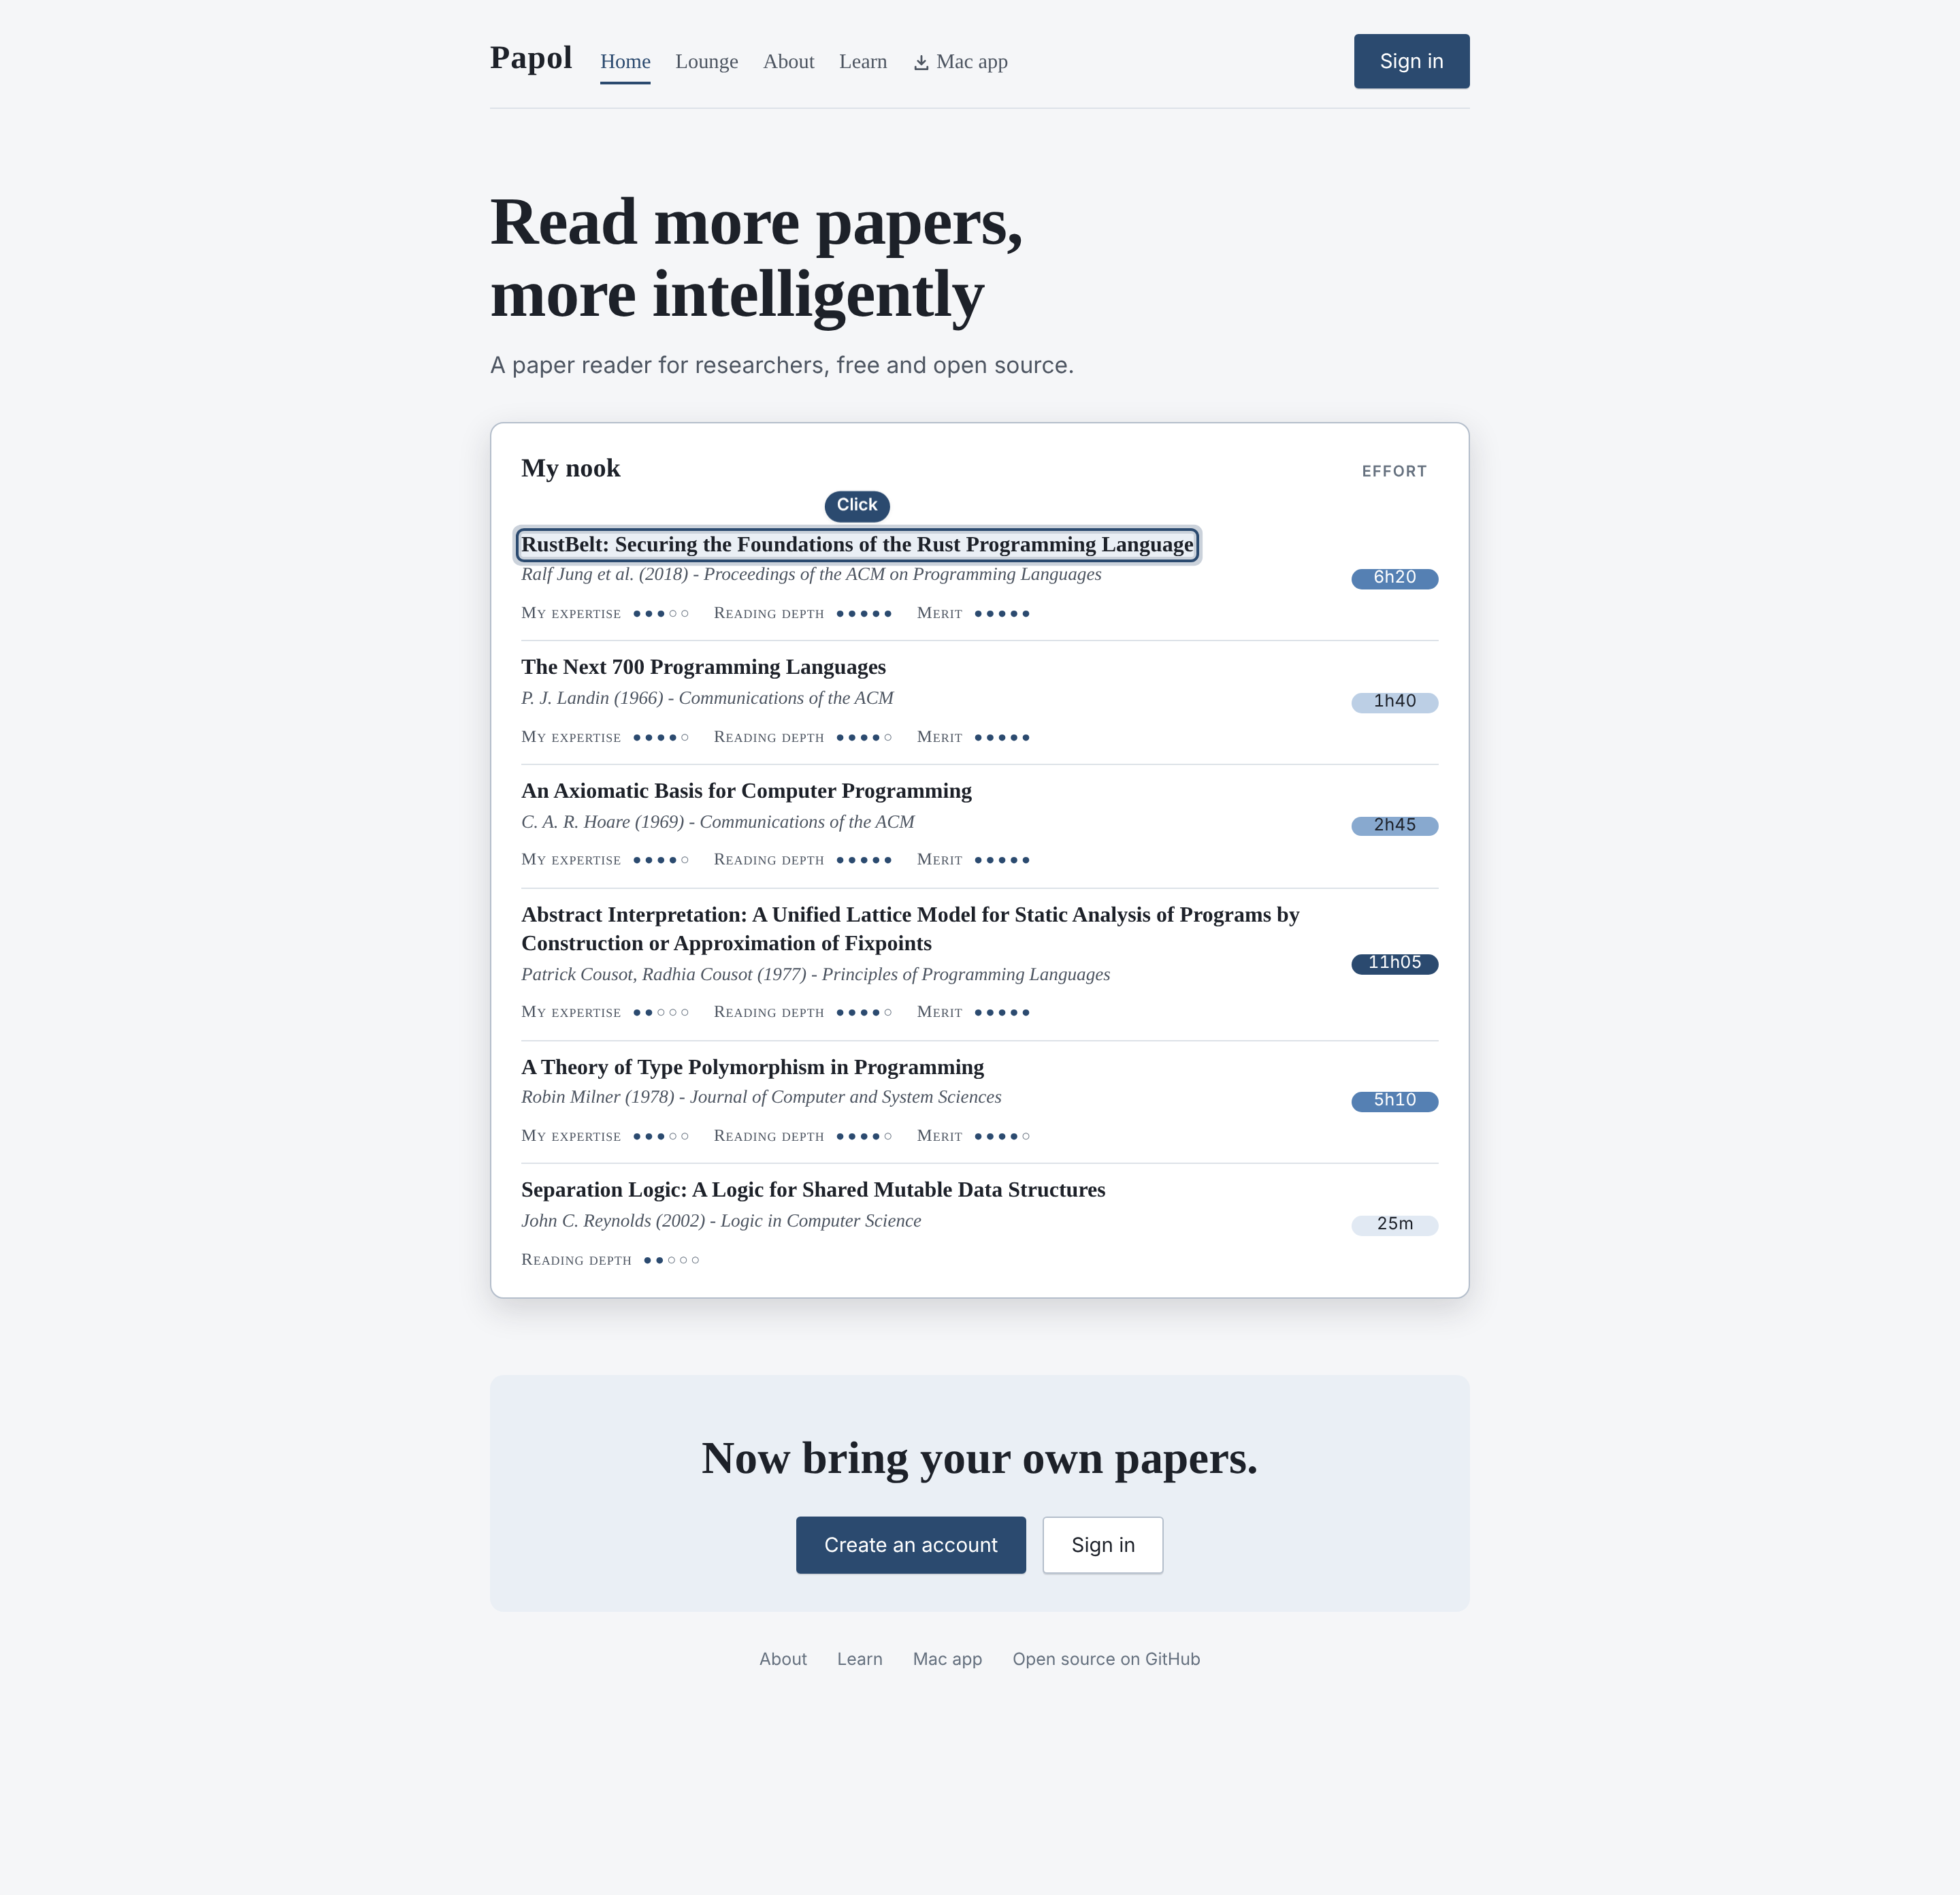 Papol Home Lounge About Learn Mac app Sign in
Read more papers,
more intelligently
A paper reader for researchers, free and open source.
My nook EFFORT
Click
RustBelt: Securing the Foundations of the Rust Programming Language
Ralf Jung et al. (2018) - Proceedings of the ACM on Programming Languages
6h20
My expertise ●●●○○ Reading depth ●●●●● Merit ●●●●●
The Next 700 Programming Languages
P. J. Landin (1966) - Communications of the ACM
1h40
My expertise ●●●●○ Reading depth ●●●●○ Merit ●●●●●
An Axiomatic Basis for Computer Programming
C. A. R. Hoare (1969) - Communications of the ACM
2h45
My expertise ●●●●○ Reading depth ●●●●● Merit ●●●●●
Abstract Interpretation: A Unified Lattice Model for Static Analysis of Programs by
Construction or Approximation of Fixpoints
11h05
Patrick Cousot, Radhia Cousot (1977) - Principles of Programming Languages
My expertise ●●○○○ Reading depth ●●●●○ Merit ●●●●●
A Theory of Type Polymorphism in Programming
Robin Milner (1978) - Journal of Computer and System Sciences
5h10
My expertise ●●●○○ Reading depth ●●●●○ Merit ●●●●○
Separation Logic: A Logic for Shared Mutable Data Structures
John C. Reynolds (2002) - Logic in Computer Science
25m
Reading depth ●●○○○
Now bring your own papers.
Create an account Sign in
About Learn Mac app Open source on GitHub